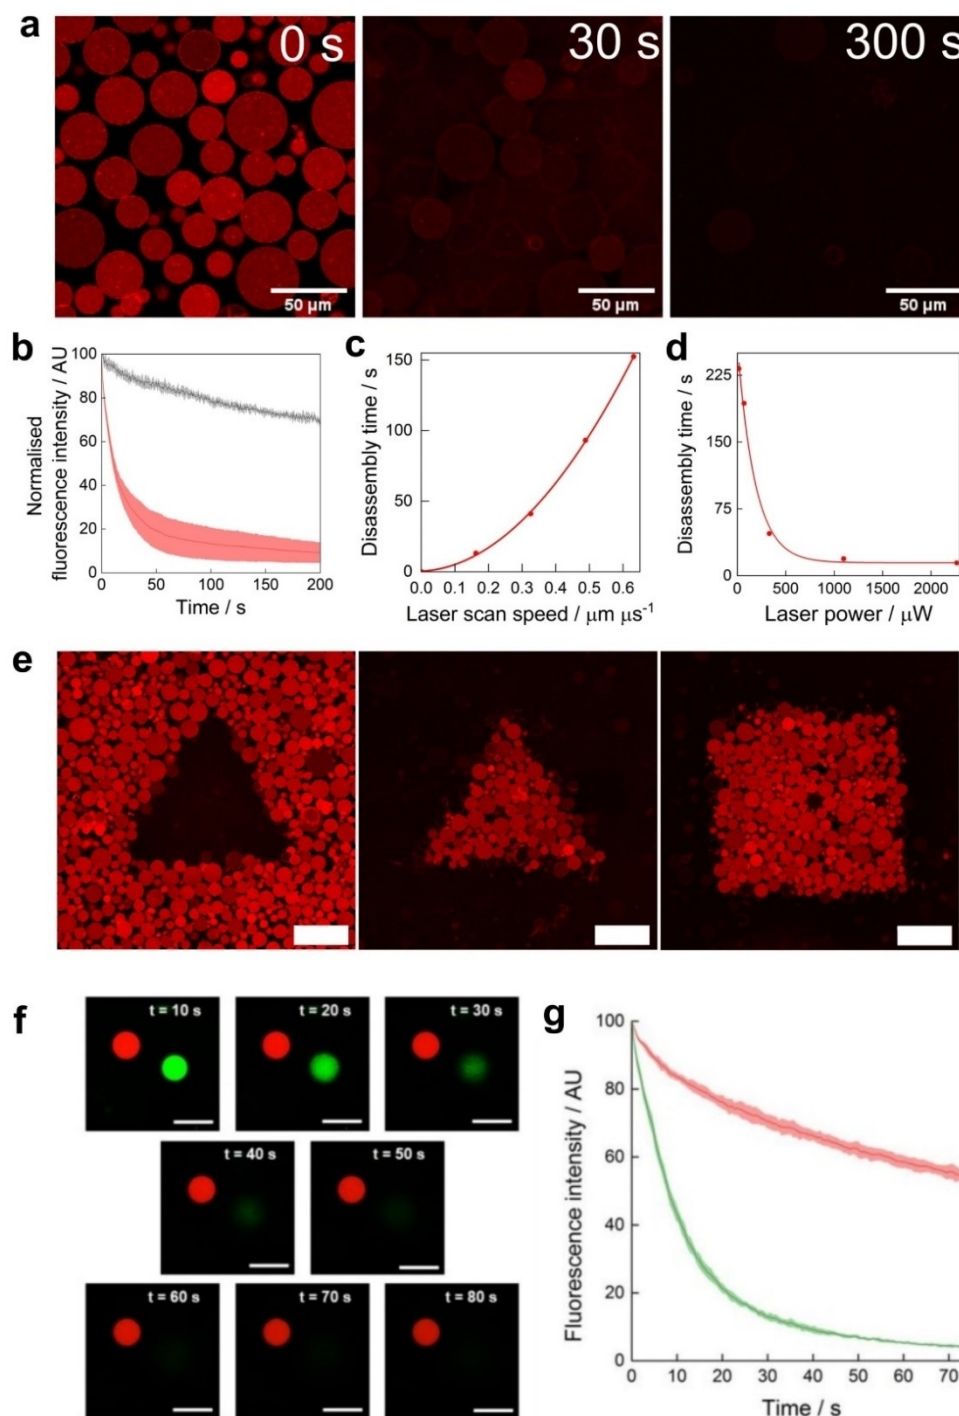 a
0 s
30 s
300 s
50 µm
50 µm
50 µm
b
Normalised
fluorescence intensity / AU
100
80
60
40
20
0
0
50
100
150
200
Time / s
c
Disassembly time / s
150
100
50
0
0.0
0.1
0.2
0.3
0.4
0.5
0.6
Laser scan speed / µm µs⁻¹
d
Disassembly time / s
225
150
75
0
0
500
1000
1500
2000
Laser power / µW
e
f
t = 10 s
t = 20 s
t = 30 s
t = 40 s
t = 50 s
t = 60 s
t = 70 s
t = 80 s
g
Fluorescence intensity / AU
100
80
60
40
20
0
0
10
20
30
40
50
60
70
Time / s